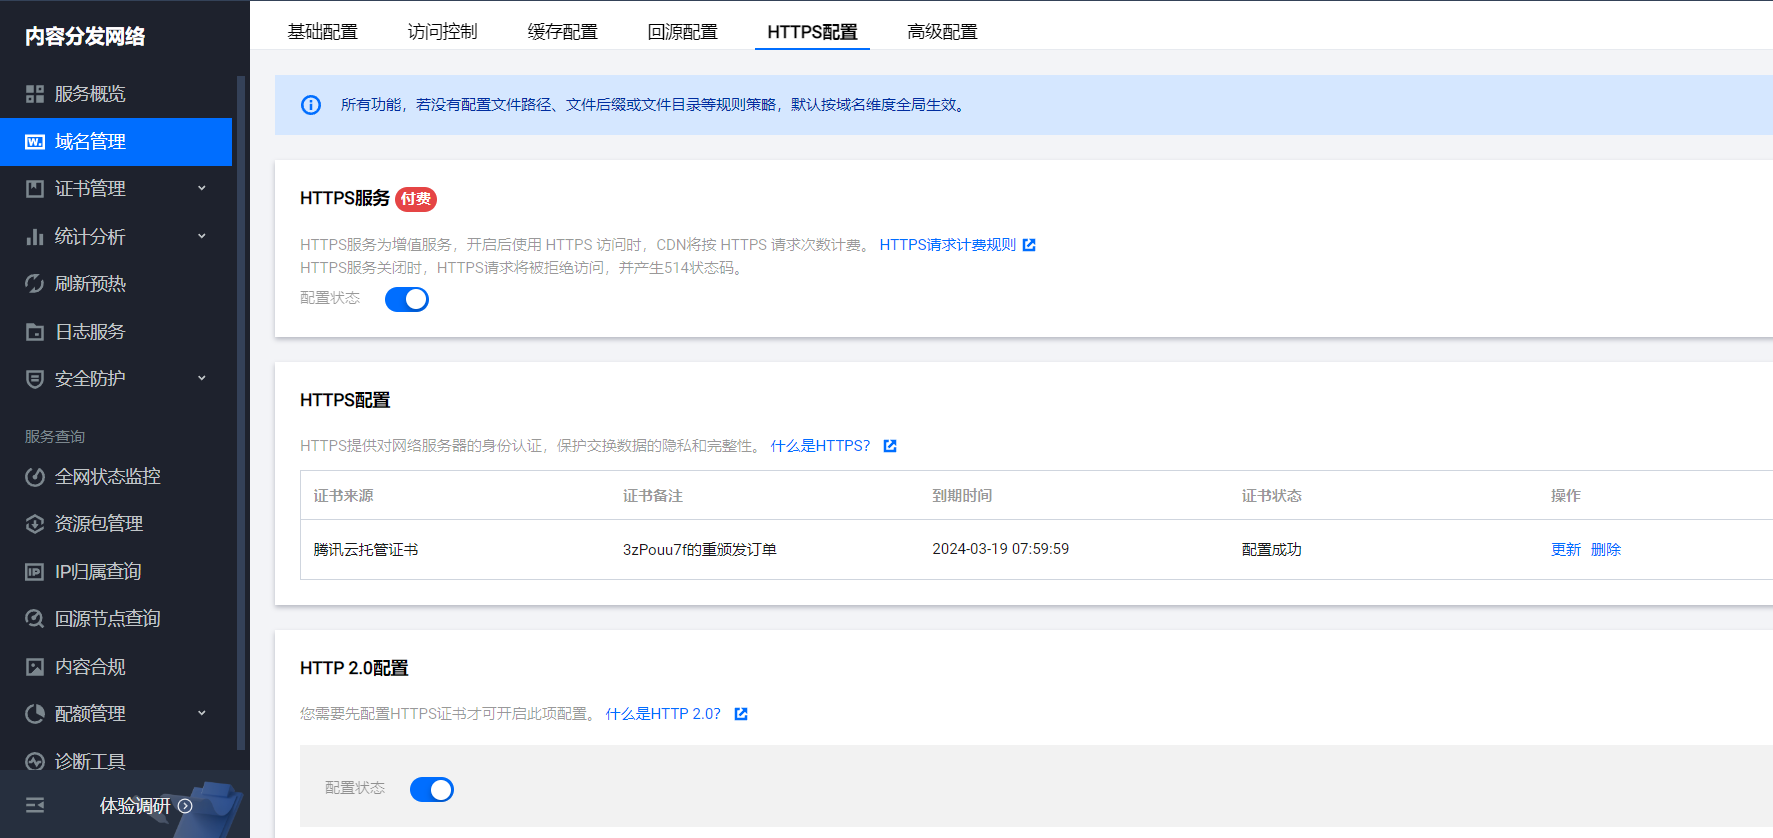 内容分发网络
服务概览
域名管理
证书管理
统计分析
刷新预热
日志服务
安全防护
服务查询
全网状态监控
资源包管理
IP归属查询
回源节点查询
内容合规
配额管理
诊断工具
体验调研
基础配置 访问控制 缓存配置 回源配置 HTTPS配置 高级配置
所有功能，若没有配置文件路径、文件后缀或文件目录等规则策略，默认按域名维度全局生效。
HTTPS服务 付费
HTTPS服务为增值服务，开启后使用 HTTPS 访问时，CDN将按 HTTPS 请求次数计费。 HTTPS请求计费规则
HTTPS服务关闭时，HTTPS请求将被拒绝访问，并产生514状态码。
配置状态
HTTPS配置
HTTPS提供对网络服务器的身份认证，保护交换数据的隐私和完整性。 什么是HTTPS？
证书来源 证书备注 到期时间 证书状态 操作
腾讯云托管证书 3zPouu7f的重颁发订单 2024-03-19 07:59:59 配置成功 更新 删除
HTTP 2.0配置
您需要先配置HTTPS证书才可开启此项配置。 什么是HTTP 2.0？
配置状态